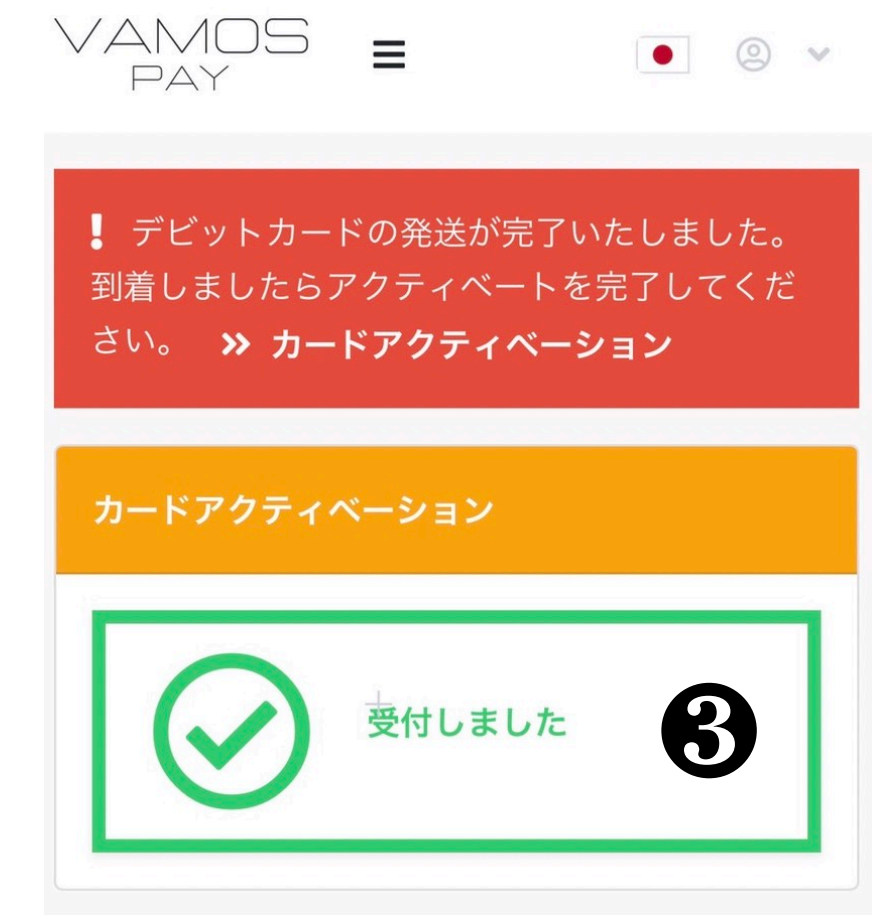 VAMOS
PAY
! デビットカードの発送が完了いたしました。
到着しましたらアクティベートを完了してくだ
さい。 » カードアクティベーション
カードアクティベーション
受付しました
❸